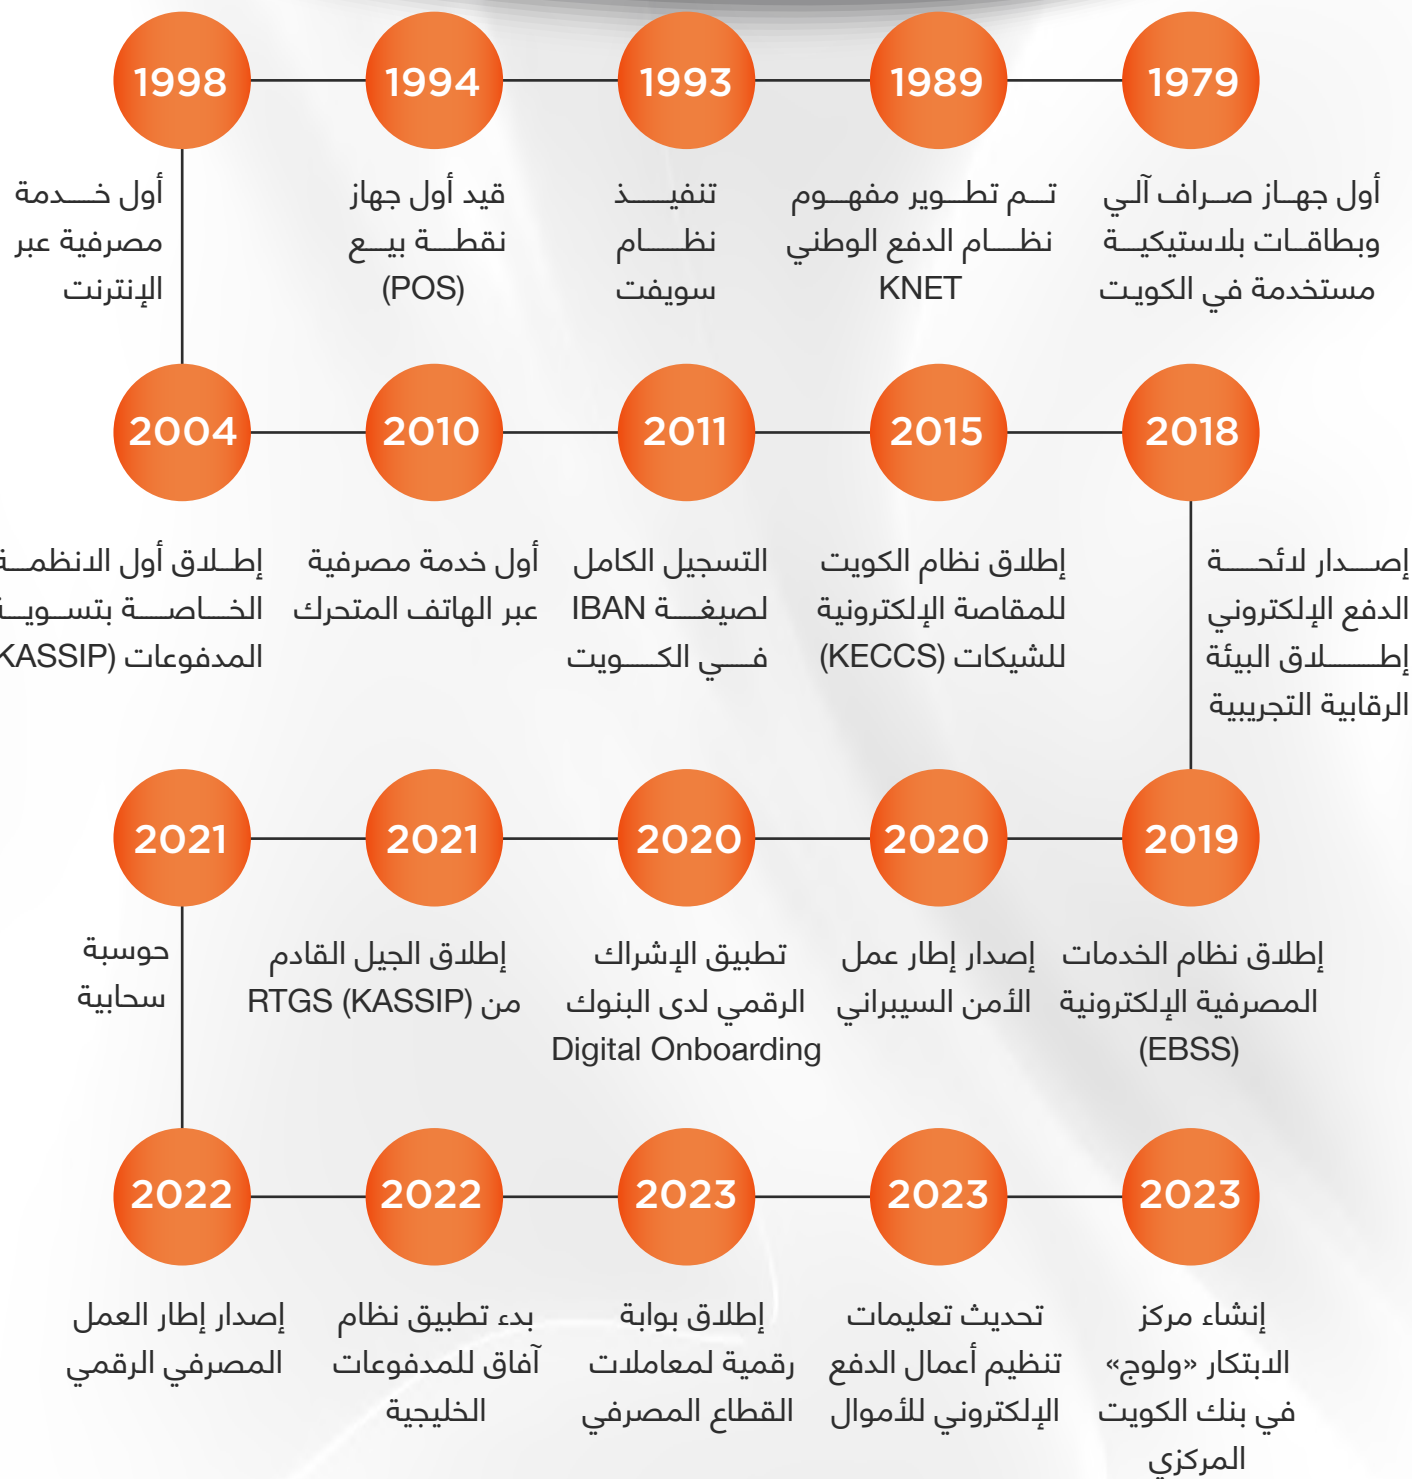 1979
أول جهاز صراف آلي
وبطاقات بلاستيكية
مستخدمة في الكويت
1989
تم تطوير مفهوم
نظام الدفع الوطني
KNET
1993
تنفيذ
نظام
سويفت
1994
قيد أول جهاز
نقطة بيع
(POS)
1998
أول خدمة
مصرفية عبر
الإنترنت
2004
إطلاق أول الانظمة
الخاصة بتسوية
المدفوعات (KASSIP)
2010
أول خدمة مصرفية
عبر الهاتف المتحرك
2011
التسجيل الكامل
لصيغة IBAN
في الكويت
2015
إطلاق نظام الكويت
للمقاصة الإلكترونية
للشيكات (KECCS)
2018
إصدار لائحة
الدفع الإلكتروني
إطلاق البيئة
الرقابية التجريبية
2019
إطلاق نظام الخدمات
المصرفية الإلكترونية
(EBSS)
2020
إصدار إطار عمل
الأمن السيبراني
2020
تطبيق الإشراك
الرقمي لدى البنوك
Digital Onboarding
2021
إطلاق الجيل القادم
من RTGS (KASSIP)
2021
حوسبة
سحابية
2022
إصدار إطار العمل
المصرفي الرقمي
2022
بدء تطبيق نظام
آفاق للمدفوعات
الخليجية
2023
إطلاق بوابة
رقمية لمعاملات
القطاع المصرفي
2023
تحديث تعليمات
تنظيم أعمال الدفع
الإلكتروني للأموال
2023
إنشاء مركز
الابتكار «ولوج»
في بنك الكويت
المركزي